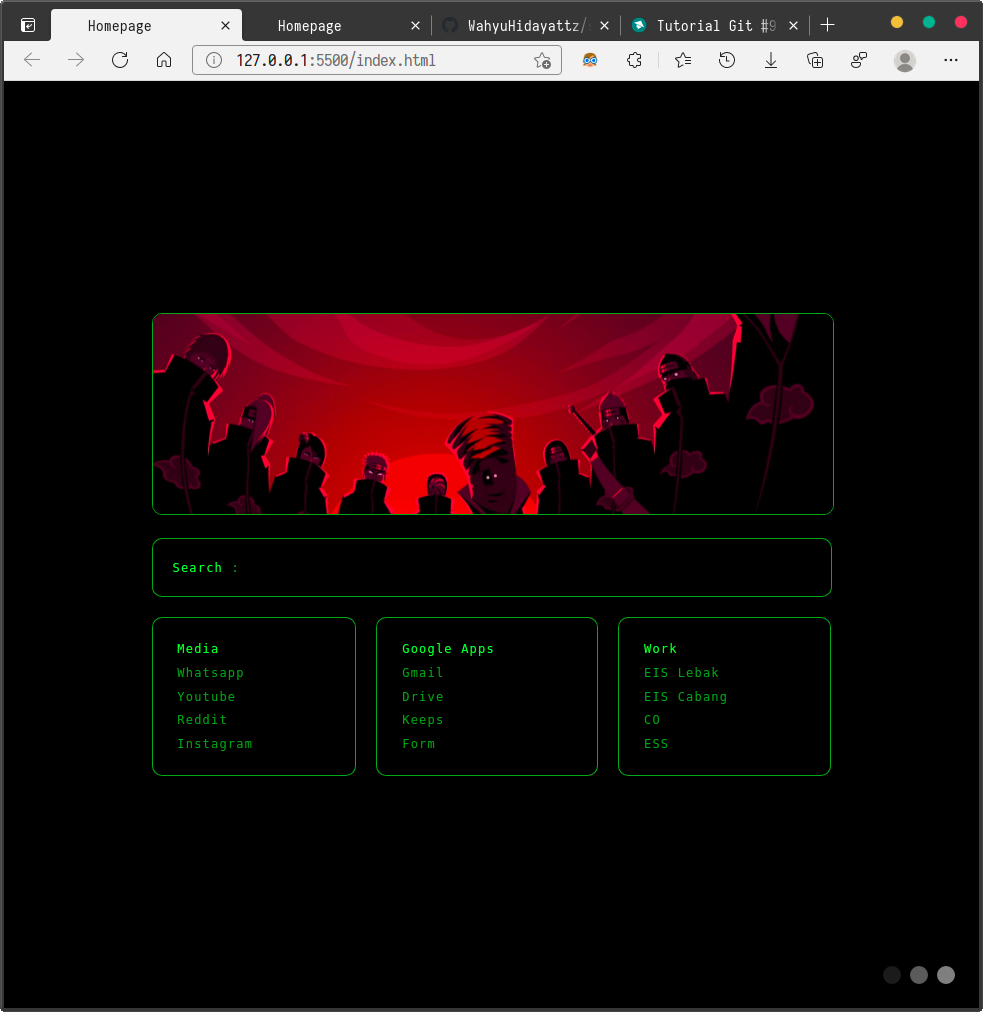 Homepage
Homepage
WahyuHidayattz/
Tutorial Git #9
127.0.0.1:5500/index.html
Search :
Media
Whatsapp
Youtube
Reddit
Instagram
Google Apps
Gmail
Drive
Keeps
Form
Work
EIS Lebak
EIS Cabang
CO
ESS